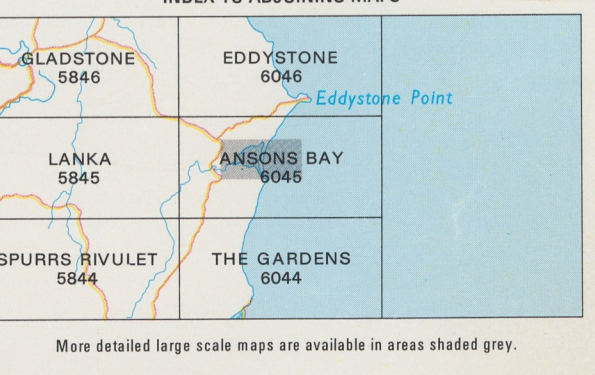 INDEX TO ADJOINING MAPS
GLADSTONE
5846
EDDYSTONE
6046
Eddystone Point
LANKA
5845
ANSONS BAY
6045
SPURRS RIVULET
5844
THE GARDENS
6044
More detailed large scale maps are available in areas shaded grey.